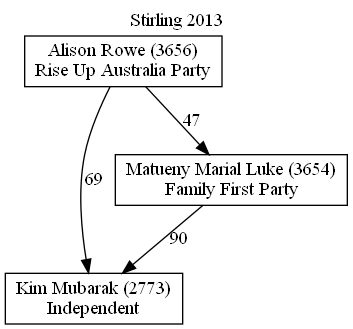 Stirling 2013
Alison Rowe (3656)
Rise Up Australia Party
47
Matueny Marial Luke (3654)
Family First Party
69
90
Kim Mubarak (2773)
Independent